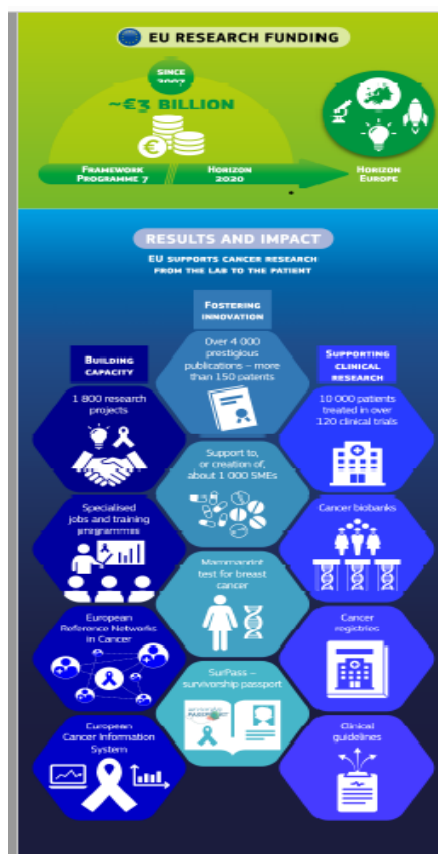 EU RESEARCH FUNDING
SINCE
2007
~€3 BILLION
FRAMEWORK
PROGRAMME 7
HORIZON
2020
HORIZON
EUROPE
RESULTS AND IMPACT
EU SUPPORTS CANCER RESEARCH
FROM THE LAB TO THE PATIENT
BUILDING
CAPACITY
1 800 research
projects
Specialised
jobs and training
programmes
European
Reference Networks
in Cancer
European
Cancer Information
System
FOSTERING
INNOVATION
Over 4 000
prestigious
publications – more
than 150 patents
Support to,
or creation of,
about 1 000 SMEs
Mammaprint
test for breast
cancer
SurPass –
survivorship passport
PASSPORT
SUPPORTING
CLINICAL
RESEARCH
10 000 patients
treated in over
120 clinical trials
Cancer biobanks
Cancer
registries
Clinical
guidelines